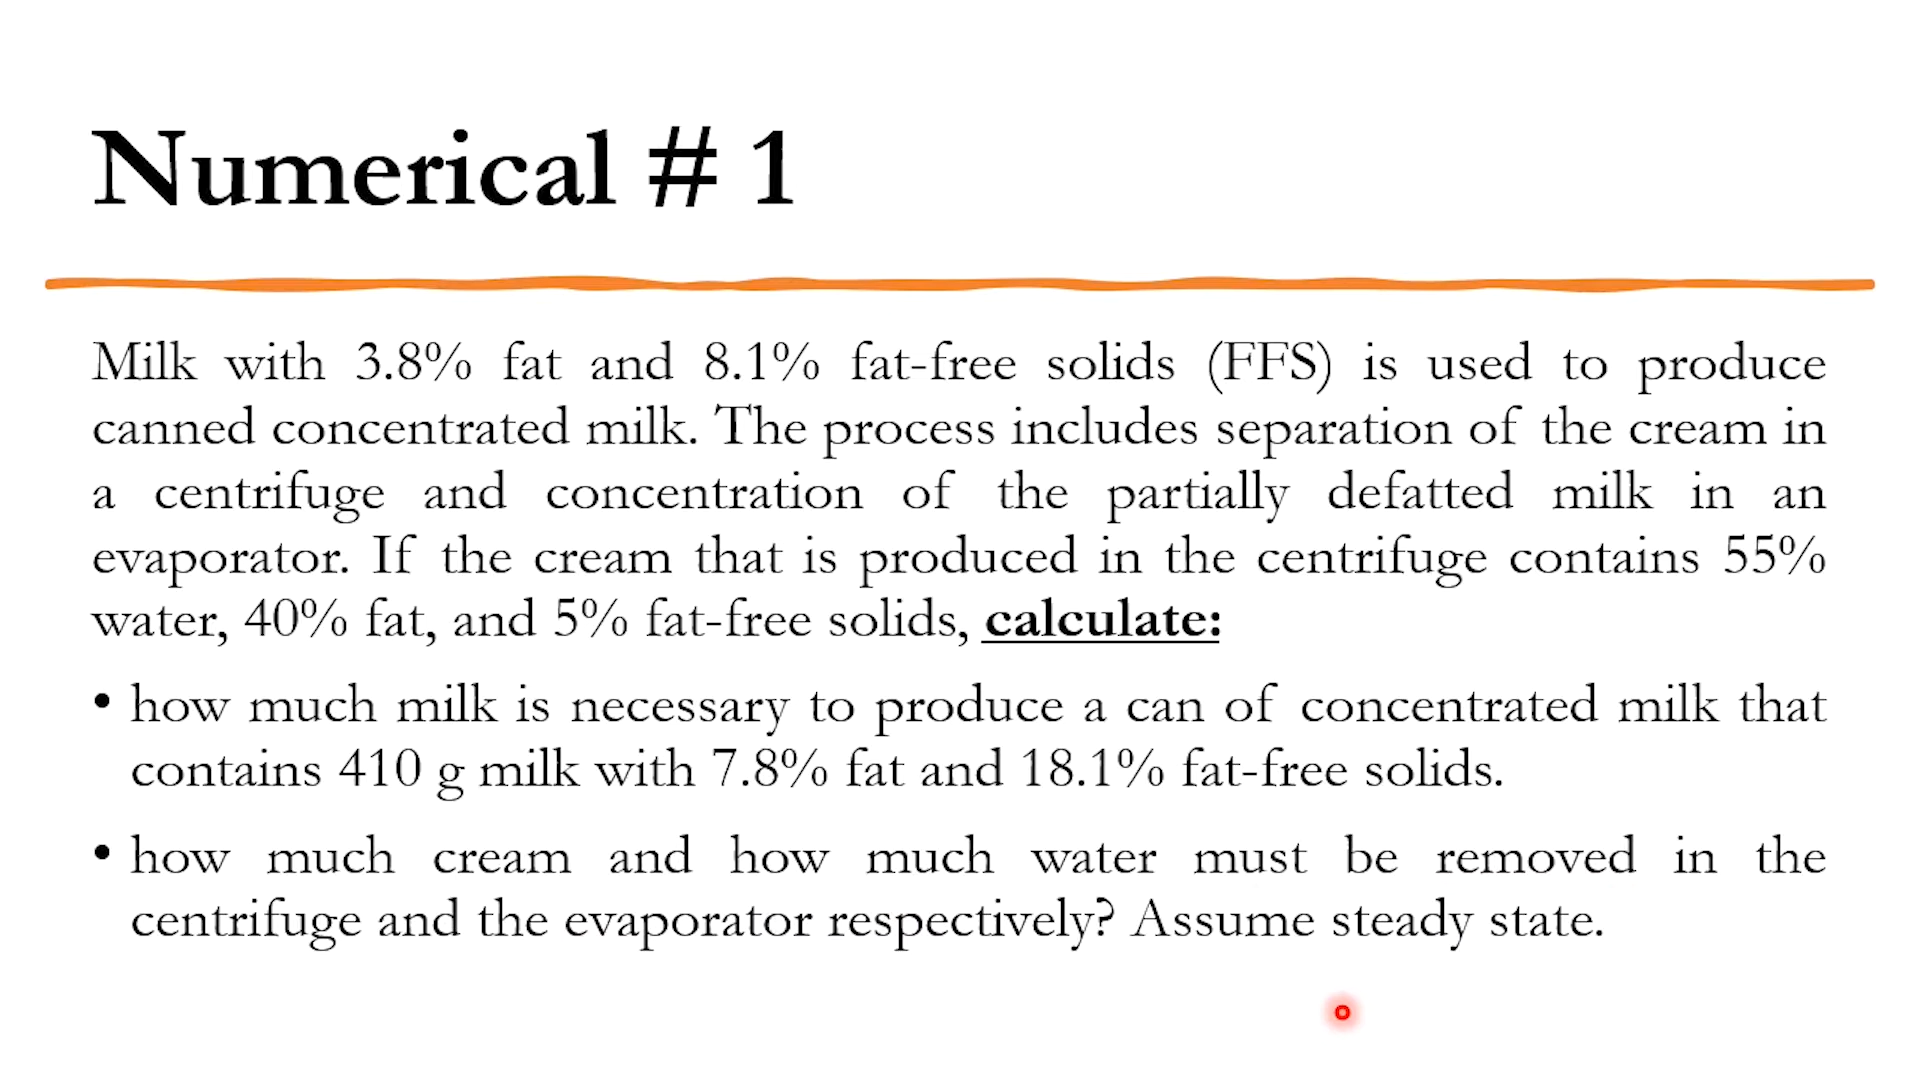 Numerical # 1
Milk with 3.8% fat and 8.1% fat-free solids (FFS) is used to produce
canned concentrated milk. The process includes separation of the cream in
a centrifuge and concentration of the partially defatted milk in an
evaporator. If the cream that is produced in the centrifuge contains 55%
water, 40% fat, and 5% fat-free solids, calculate:
• how much milk is necessary to produce a can of concentrated milk that
contains 410 g milk with 7.8% fat and 18.1% fat-free solids.
• how much cream and how much water must be removed in the
centrifuge and the evaporator respectively? Assume steady state.